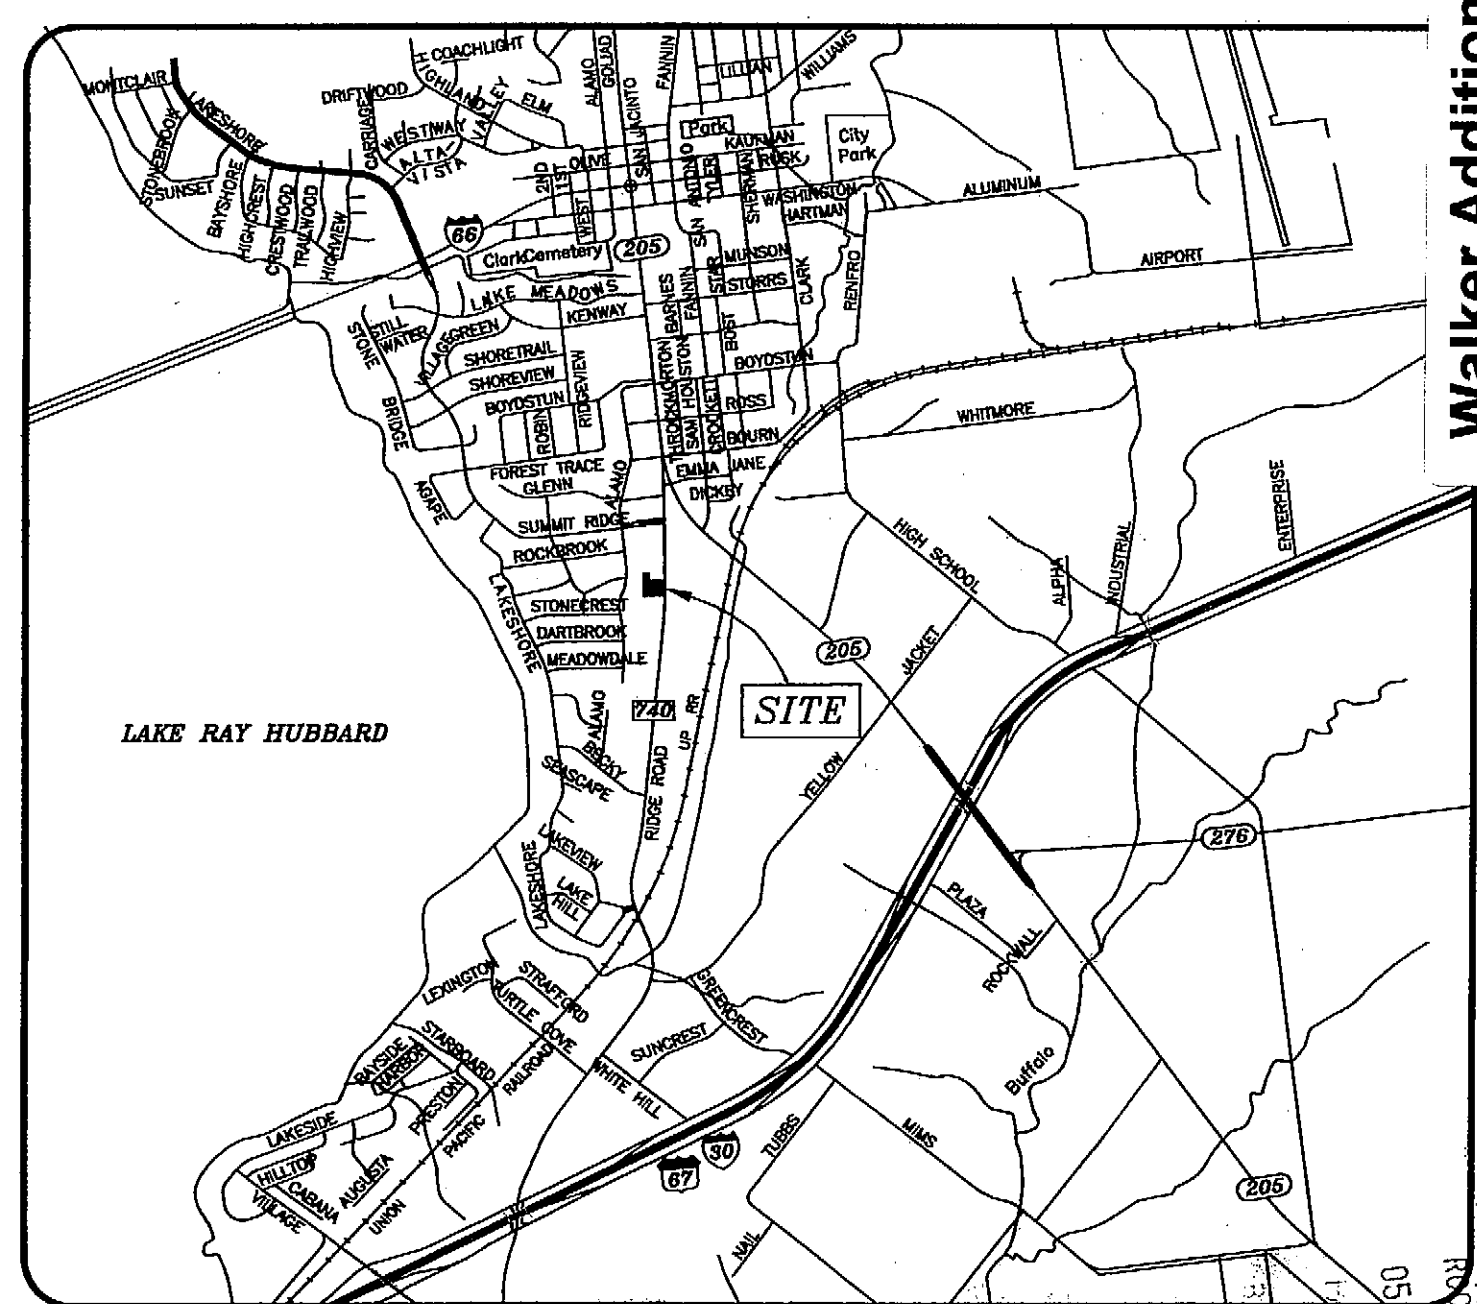 Walker Addition
COACHLIGHT
HIGHLAND
MONTCLAIR
DRIFTWOOD
VALLEY
ELM
ALAMO
GOLIAD
SAN JACINTO
FANNIN
LILLIAN
WILLIAMS
LAKESHORE
STONEBROOK
CARRIAGE
WESTWAY
ALTA
VISTA
Park
KAUFMAN
RUSK
City
Park
SUNSET
BAYSHORE
HIGHCREST
CRESTWOOD
TRAILWOOD
HIGHVIEW
2ND
1ST
OLIVE
WEST
SAN ANTONIO
TYLER
SHERMAN
WASHINGTON
HARTMAN
ALUMINUM
66
Clark Cemetery
205
MUNSON
STORRS
STAR
CLARK
RENFRO
AIRPORT
LAKE MEADOWS
KENWAY
BARNES
FANNIN
STILL
WATER
STONE
BRIDGE
VILLAGE
GREEN
SHORETRAIL
SHOREVIEW
BOYDSTUN
RIDGEVIEW
ROBIN
THROCKMORTON
SAM HOUSTON
CROCKETT
BOST
BOYDSTUN
ROSS
BOURN
WHITMORE
FOREST TRACE
GLENN
ALAMO
EMMA JANE
DICKEY
AGAPE
SUMMIT RIDGE
ROCKBROOK
HIGH SCHOOL
ALPHA
INDUSTRIAL
ENTERPRISE
LAKESHORE
STONECREST
DARTBROOK
MEADOWDALE
205
JACKET
YELLOW
SITE
740
UP RR
LAKE RAY HUBBARD
ALAMO
BECKY
SEASCAPE
RIDGE ROAD
LAKEVIEW
LAKESHORE
LAKE
HILL
276
PLAZA
ROCKWALL
LEXINGTON
STRAFFORD
TURTLE COVE
GREENCREST
SUNCREST
STARBOARD
BAYSIDE
HARBOR
PRESTON
RAILROAD
WHITE HILL
Buffalo
LAKESIDE
PACIFIC
TUBBS
MIMS
30
67
HILLTOP
CABANA
VILLAGE
AUGUSTA
UNION
NAIL
205
05